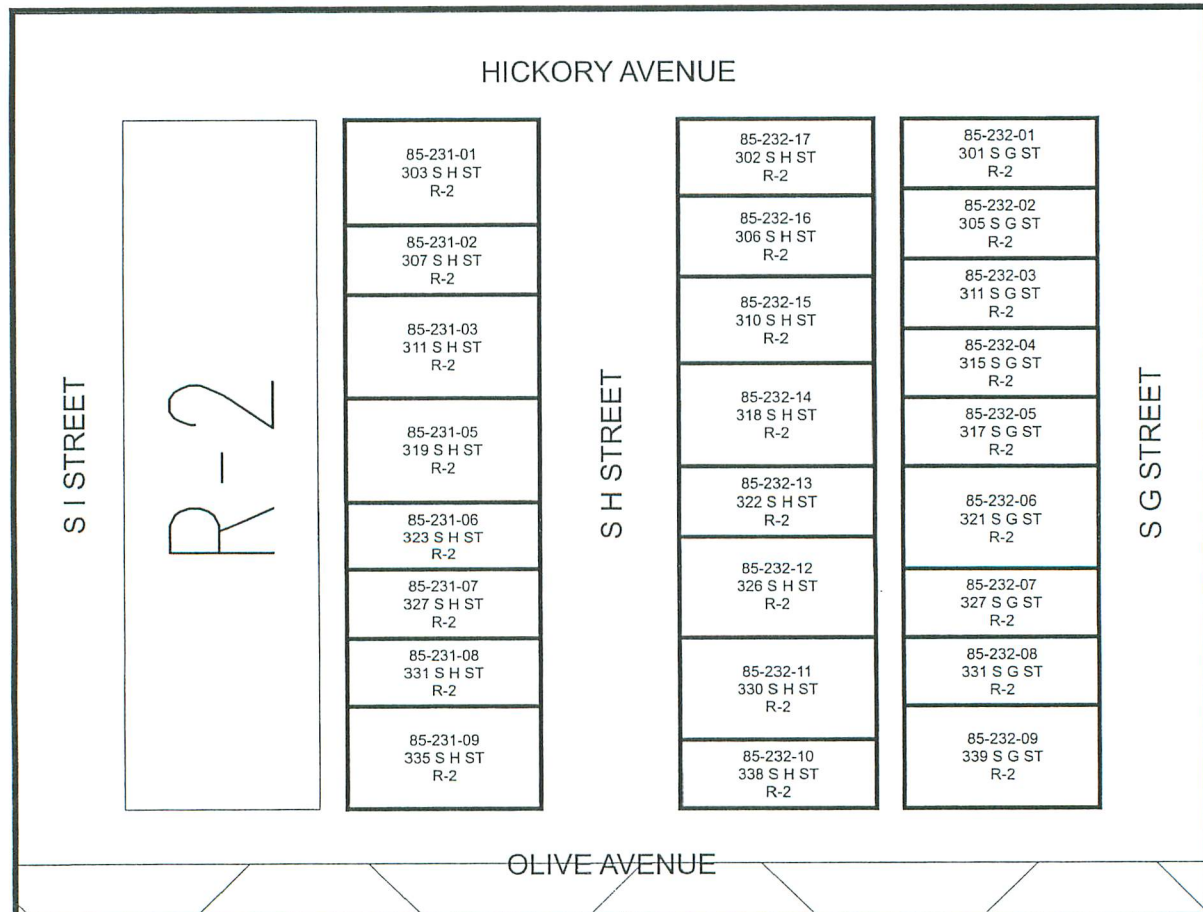 HICKORY AVENUE
S I STREET
R-2
85-231-01
303 S H ST
R-2
85-231-02
307 S H ST
R-2
85-231-03
311 S H ST
R-2
85-231-05
319 S H ST
R-2
85-231-06
323 S H ST
R-2
85-231-07
327 S H ST
R-2
85-231-08
331 S H ST
R-2
85-231-09
335 S H ST
R-2
S H STREET
85-232-17
302 S H ST
R-2
85-232-16
306 S H ST
R-2
85-232-15
310 S H ST
R-2
85-232-14
318 S H ST
R-2
85-232-13
322 S H ST
R-2
85-232-12
326 S H ST
R-2
85-232-11
330 S H ST
R-2
85-232-10
338 S H ST
R-2
85-232-01
301 S G ST
R-2
85-232-02
305 S G ST
R-2
85-232-03
311 S G ST
R-2
85-232-04
315 S G ST
R-2
85-232-05
317 S G ST
R-2
85-232-06
321 S G ST
R-2
85-232-07
327 S G ST
R-2
85-232-08
331 S G ST
R-2
85-232-09
339 S G ST
R-2
S G STREET
OLIVE AVENUE